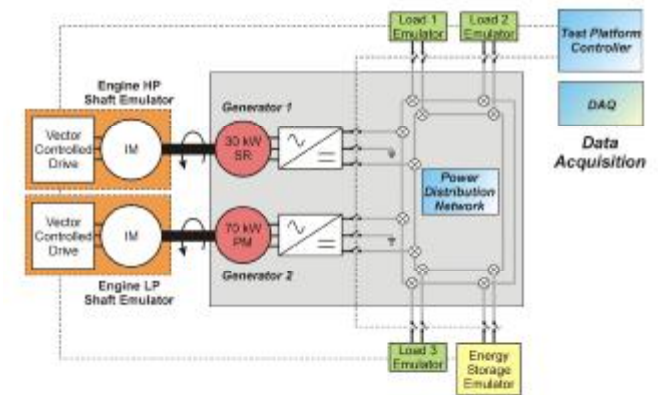 Load 1
Emulator
Load 2
Emulator
Test Platform
Controller
DAQ
Data
Acquisition
Engine HP
Shaft Emulator
Generator 1
Vector
Controlled
Drive
IM
30 kW
SR
Power
Distribution
Network
Vector
Controlled
Drive
IM
70 kW
PM
Engine LP
Shaft Emulator
Generator 2
Load 3
Emulator
Energy
Storage
Emulator